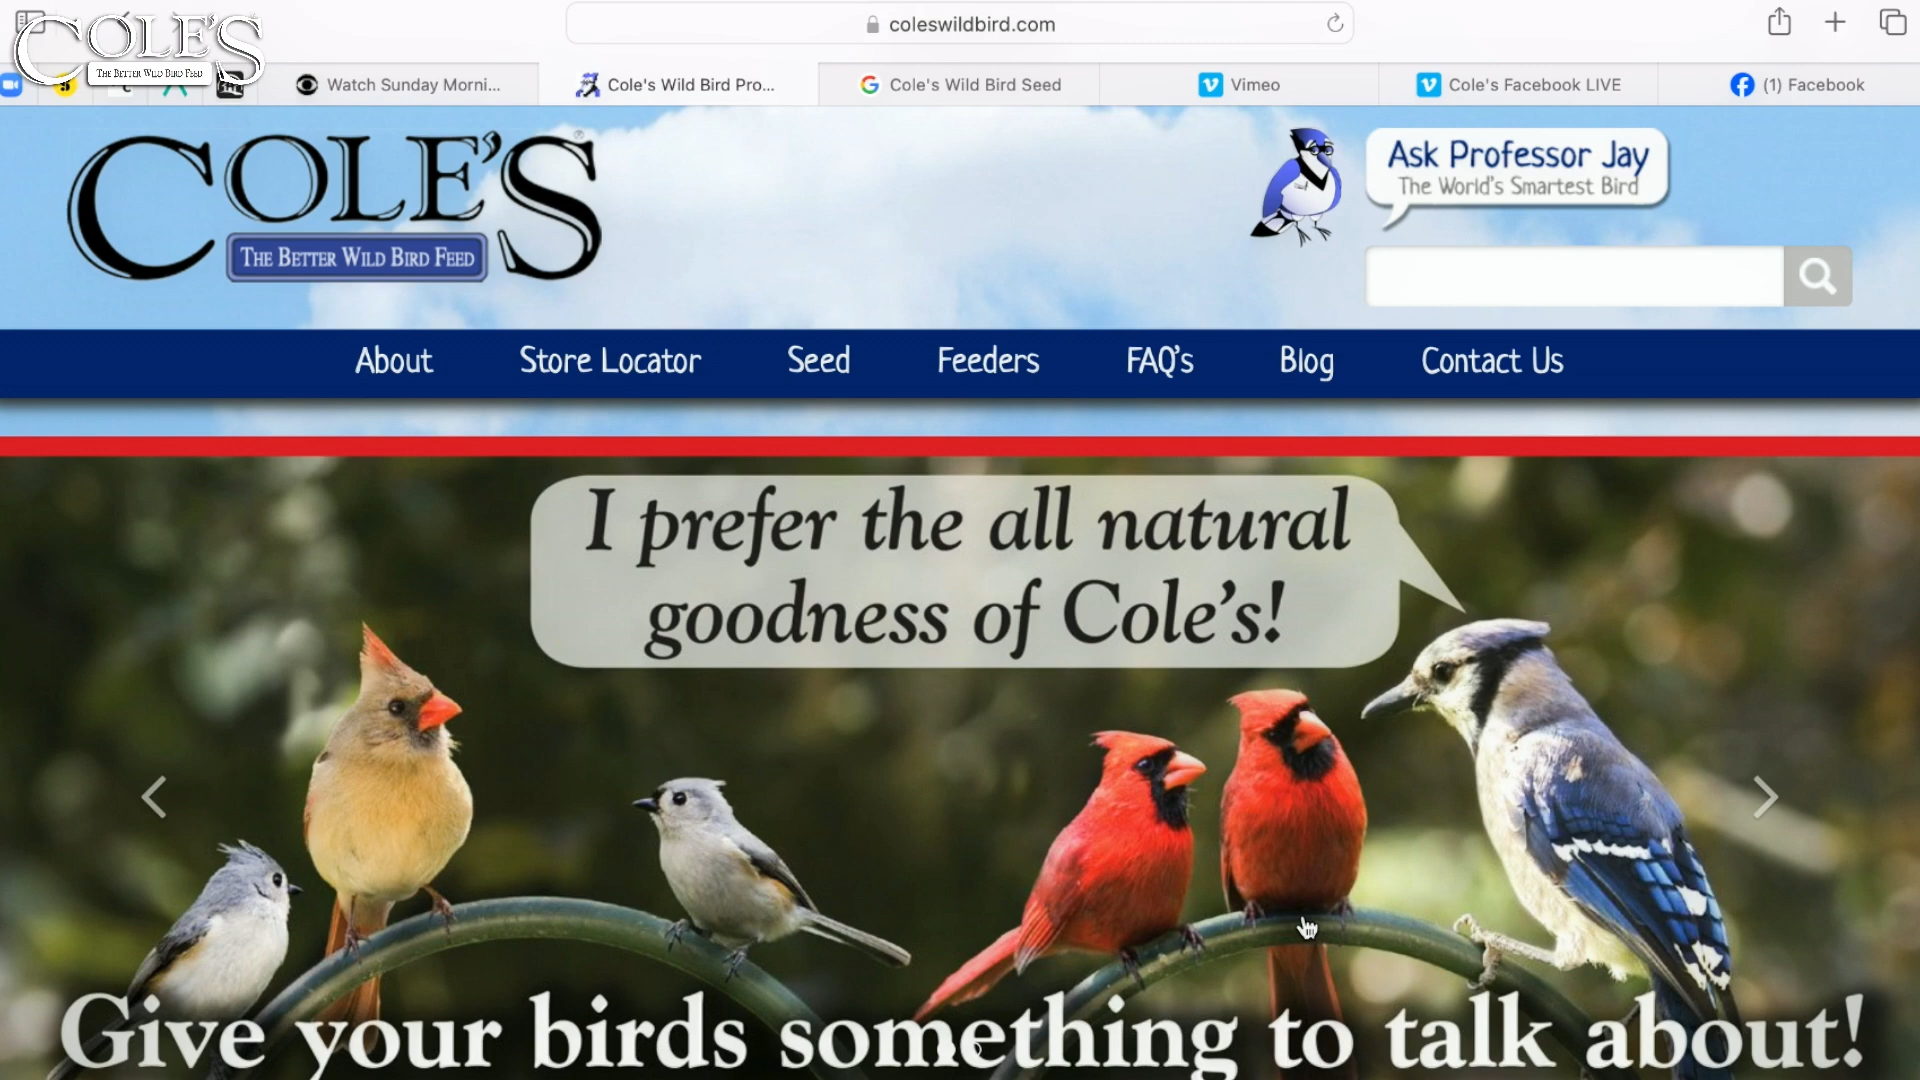 COLE'S
THE BETTER WILD BIRD FEED
coleswildbird.com
Watch Sunday Morni...
Cole's Wild Bird Pro...
Cole's Wild Bird Seed
Vimeo
Cole's Facebook LIVE
(1) Facebook
COLE'S®
THE BETTER WILD BIRD FEED
Ask Professor Jay
The World's Smartest Bird
About
Store Locator
Seed
Feeders
FAQ's
Blog
Contact Us
I prefer the all natural
goodness of Cole's!
Give your birds something to talk about!